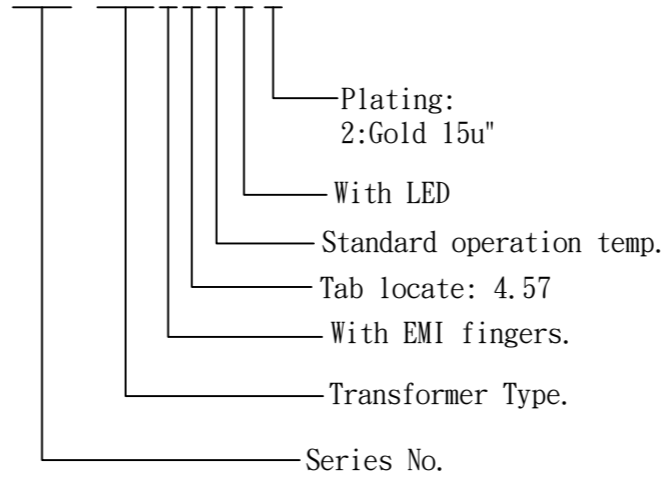 Plating:
2:Gold 15u"
With LED
Standard operation temp.
Tab locate: 4.57
With EMI fingers.
Transformer Type.
Series No.